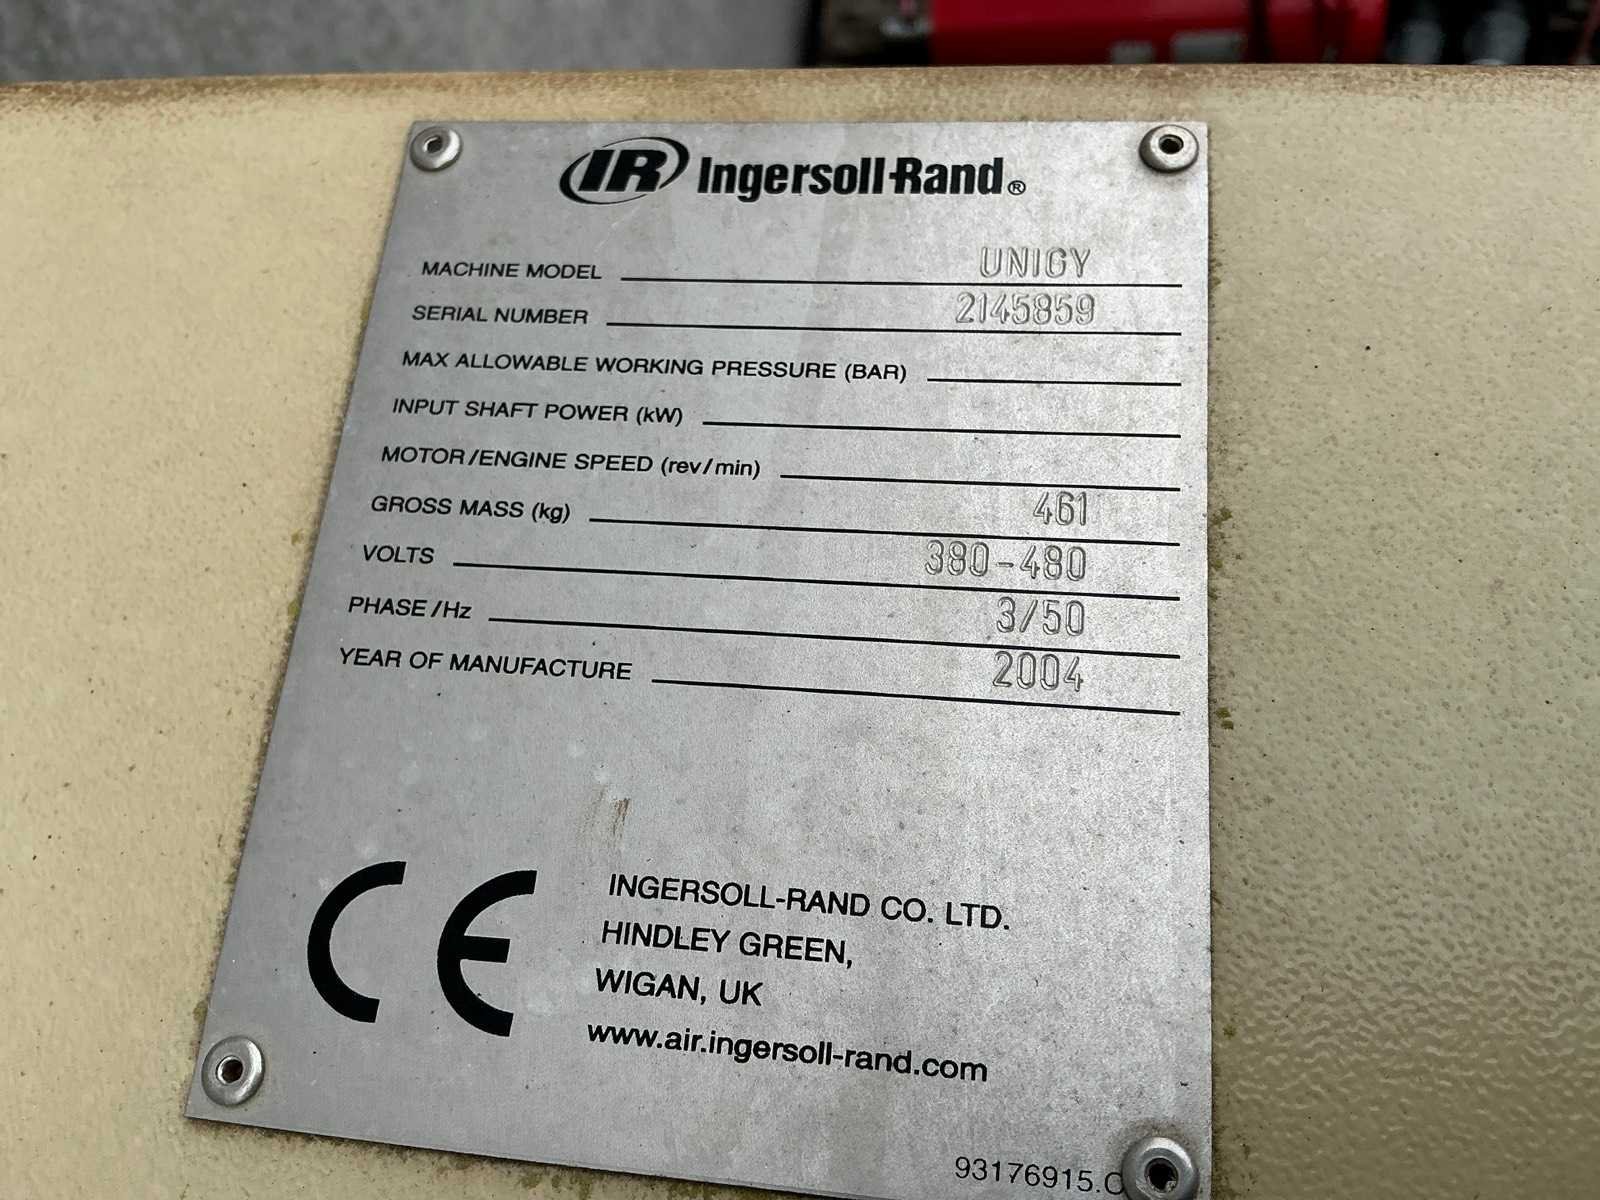 IR Ingersoll-Rand®
MACHINE MODEL UNIGY
SERIAL NUMBER 2145859
MAX ALLOWABLE WORKING PRESSURE (BAR)
INPUT SHAFT POWER (kW)
MOTOR/ENGINE SPEED (rev/min)
GROSS MASS (kg) 461
VOLTS 380-480
PHASE/Hz 3/50
YEAR OF MANUFACTURE 2004
CE
INGERSOLL-RAND CO. LTD.
HINDLEY GREEN,
WIGAN, UK
www.air.ingersoll-rand.com